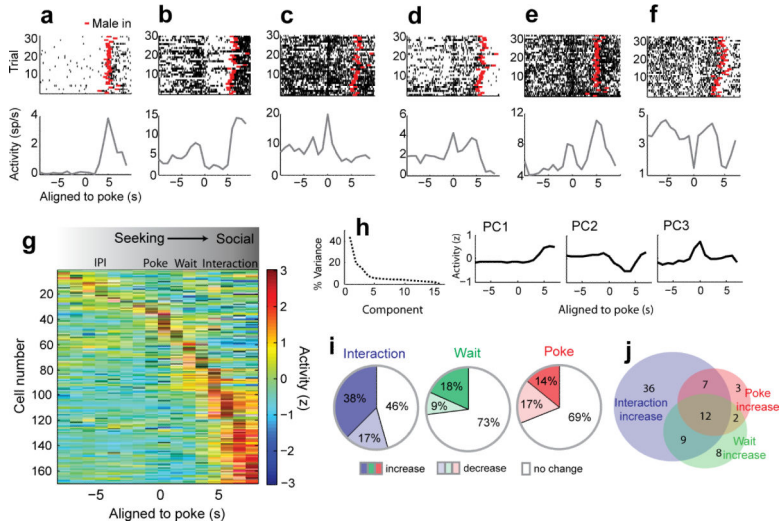 a b c d e f
Male in
Trial
30
20
10
30
20
10
30
20
10
30
20
10
30
20
10
30
20
10
Activity (sp/s)
4
2
0
15
10
5
0
20
10
0
6
4
2
0
12
8
4
5
3
1
−5 0 5
−5 0 5
−5 0 5
−5 0 5
−5 0 5
−5 0 5
Aligned to poke (s)
g
Seeking Social
IPI Poke Wait Interaction
Cell number
20
40
60
80
100
120
140
160
−5 0 5
Aligned to poke (s)
3
2
1
0
−1
−2
−3
Activity (z)
h
% Variance
40
20
0
0 5 10 15
Component
PC1 PC2 PC3
Activity (z)
1
0
-1
−5 0 5
−5 0 5
−5 0 5
Aligned to poke (s)
i
Interaction Wait Poke
38% 46% 17%
18% 9% 73%
14% 17% 69%
increase decrease no change
j
36 7 3
Interaction increase
Poke increase
12 2
9 8
Wait increase